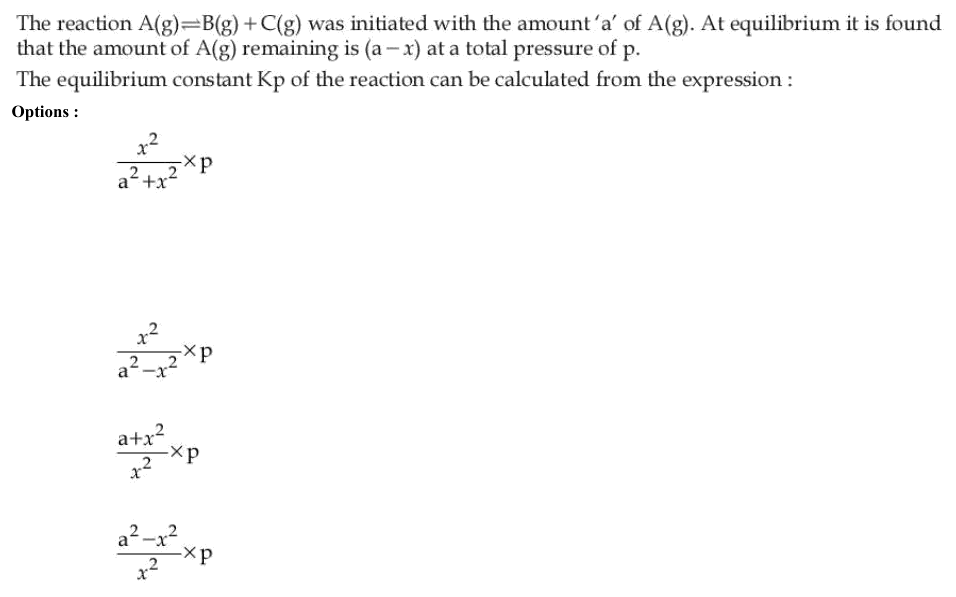 The reaction A(g)⇌B(g)+C(g) was initiated with the amount ‘a’ of A(g). At equilibrium it is found
that the amount of A(g) remaining is (a−x) at a total pressure of p.
The equilibrium constant Kp of the reaction can be calculated from the expression :
Options :
x²/(a²+x²) ×p
x²/(a²−x²) ×p
(a+x²)/x² ×p
(a²−x²)/x² ×p